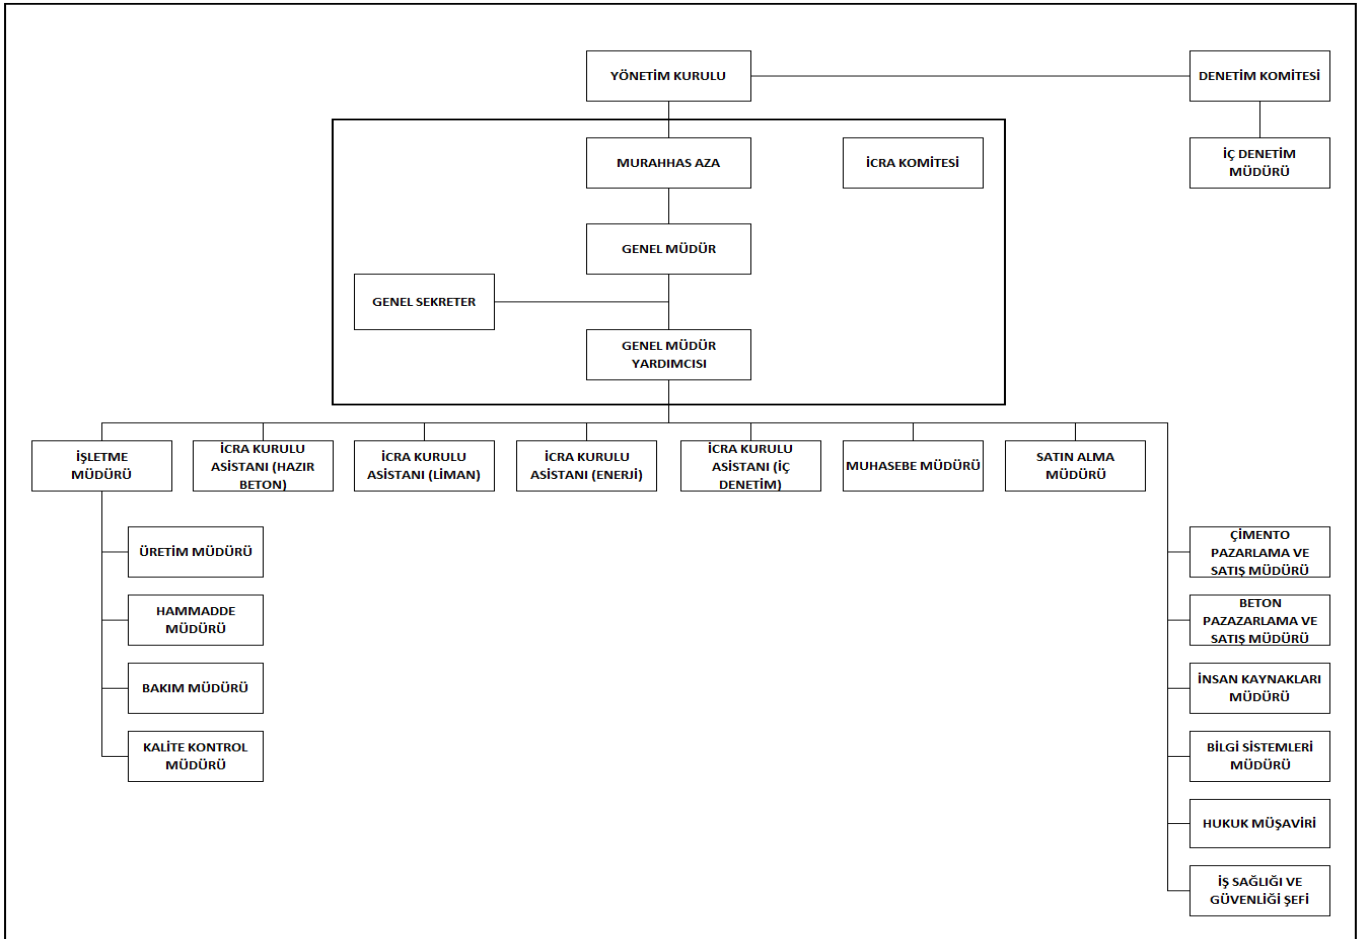 YÖNETİM KURULU
DENETİM KOMİTESİ
MURAHHAS AZA
İCRA KOMİTESİ
İÇ DENETİM
MÜDÜRÜ
GENEL MÜDÜR
GENEL SEKRETER
GENEL MÜDÜR
YARDIMCISI
İŞLETME
MÜDÜRÜ
İCRA KURULU
ASİSTANI (HAZIR
BETON)
İCRA KURULU
ASİSTANI (LİMAN)
İCRA KURULU
ASİSTANI (ENERJİ)
İCRA KURULU
ASİSTANI (İÇ
DENETİM)
MUHASEBE MÜDÜRÜ
SATIN ALMA
MÜDÜRÜ
ÜRETİM MÜDÜRÜ
HAMMADDE
MÜDÜRÜ
BAKIM MÜDÜRÜ
KALİTE KONTROL
MÜDÜRÜ
ÇİMENTO
PAZARLAMA VE
SATIŞ MÜDÜRÜ
BETON
PAZAZARLAMA VE
SATIŞ MÜDÜRÜ
İNSAN KAYNAKLARI
MÜDÜRÜ
BİLGİ SİSTEMLERİ
MÜDÜRÜ
HUKUK MÜŞAVİRİ
İŞ SAĞLIĞI VE
GÜVENLİĞİ ŞEFİ